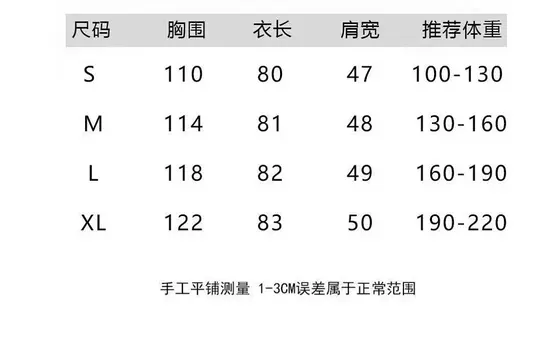 尺码 胸围 衣长 肩宽 推荐体重
S 110 80 47 100-130
M 114 81 48 130-160
L 118 82 49 160-190
XL 122 83 50 190-220
手工平铺测量 1-3CM误差属于正常范围